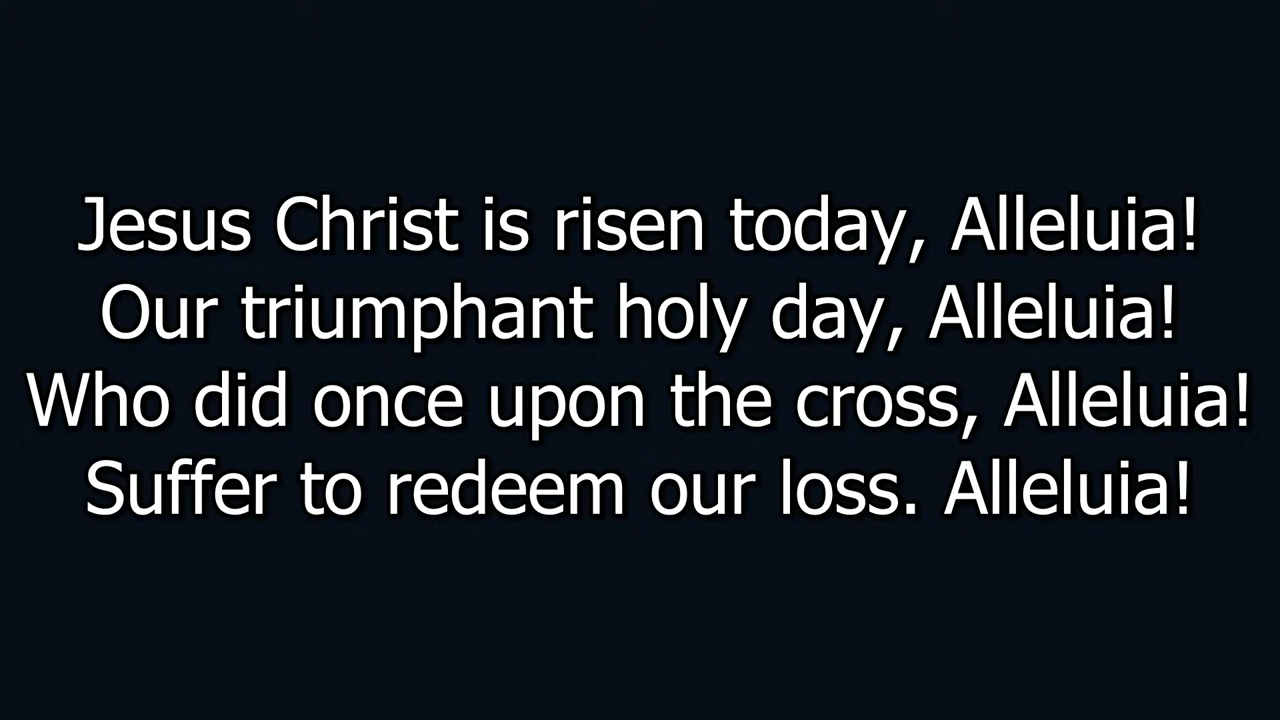 Jesus Christ is risen today, Alleluia!
Our triumphant holy day, Alleluia!
Who did once upon the cross, Alleluia!
Suffer to redeem our loss. Alleluia!